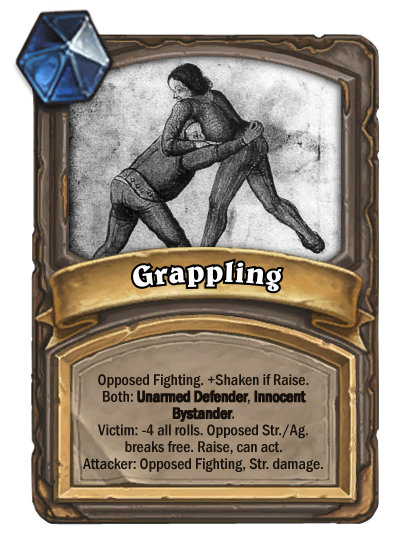 Grappling
Opposed Fighting. +Shaken if Raise.
Both: Unarmed Defender, Innocent
Bystander.
Victim: -4 all rolls. Opposed Str./Ag.
breaks free. Raise, can act.
Attacker: Opposed Fighting, Str. damage.